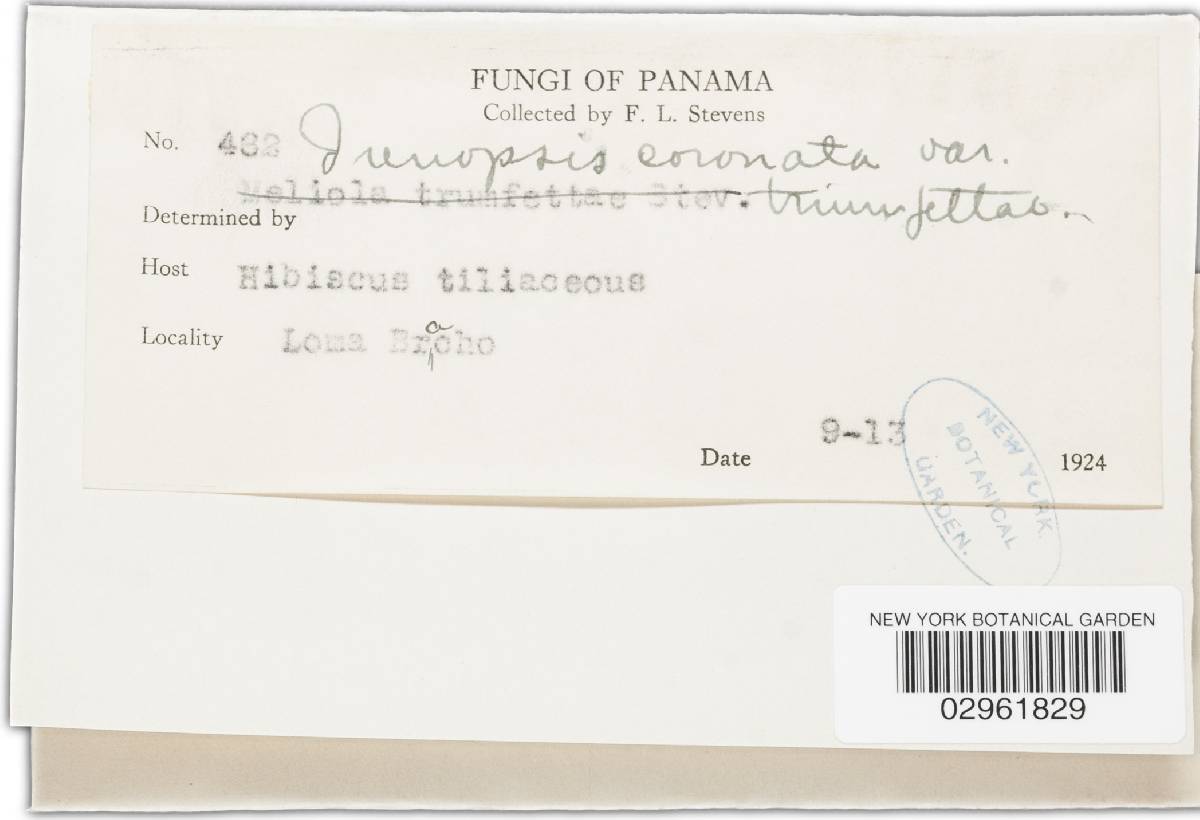 FUNGI OF PANAMA
Collected by F. L. Stevens
No. 482 Irenopsis coronata var.
Meliola trumfettae Stev. triumfettae.
Determined by
Host Hibiscus tiliaceous
Locality Loma Bracho
9-13
Date 1924
NEW YORK
BOTANICAL
GARDEN.
NEW YORK BOTANICAL GARDEN
02961829